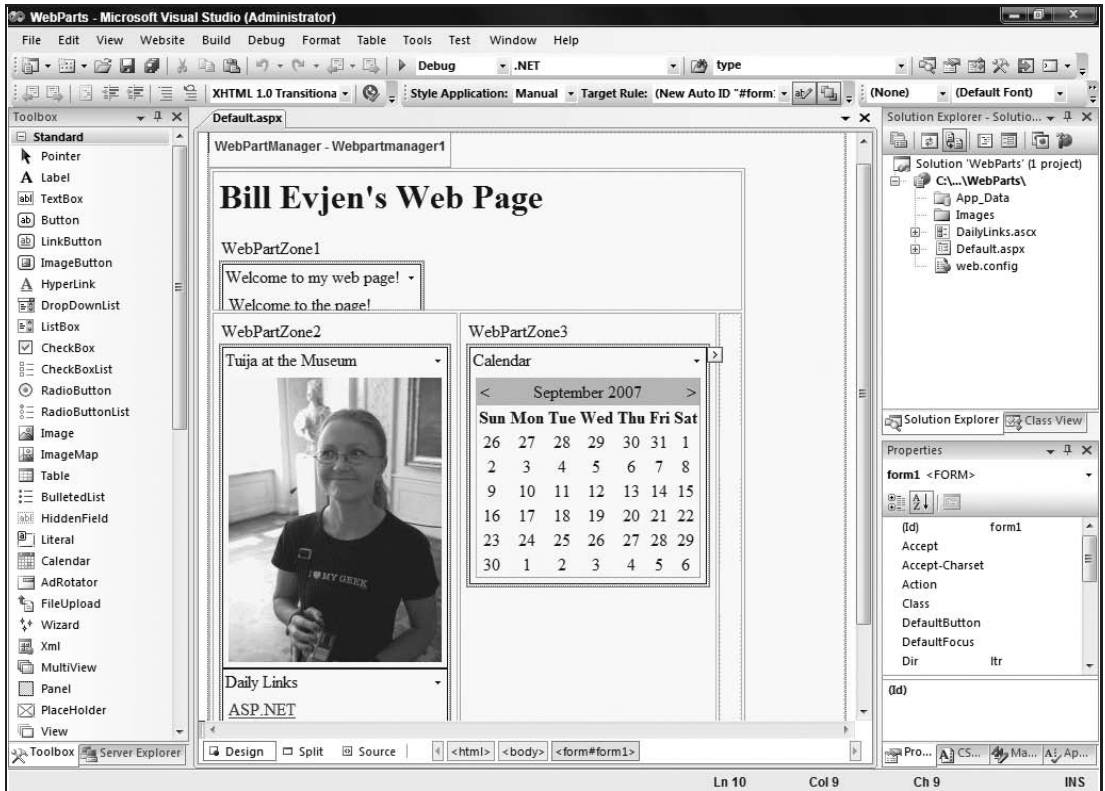 WebParts - Microsoft Visual Studio (Administrator)
File Edit View Website Build Debug Format Table Tools Test Window Help
Debug .NET type
XHTML 1.0 Transitiona Style Application: Manual Target Rule: (New Auto ID "#form: (None) (Default Font)
Toolbox
Standard
Pointer
A Label
abl TextBox
ab Button
ab LinkButton
ImageButton
A HyperLink
DropDownList
ListBox
CheckBox
CheckBoxList
RadioButton
RadioButtonList
Image
ImageMap
Table
BulletedList
abl HiddenField
Literal
Calendar
AdRotator
FileUpload
Wizard
Xml
MultiView
Panel
PlaceHolder
View
Toolbox Server Explorer
Default.aspx
WebPartManager - Webpartmanager1
Bill Evjen's Web Page
WebPartZone1
Welcome to my web page!
Welcome to the page!
WebPartZone2
Tuija at the Museum
I ♥ MY GEEK
Daily Links
ASP.NET
WebPartZone3
Calendar
< September 2007 >
Sun Mon Tue Wed Thu Fri Sat
26 27 28 29 30 31 1
2 3 4 5 6 7 8
9 10 11 12 13 14 15
16 17 18 19 20 21 22
23 24 25 26 27 28 29
30 1 2 3 4 5 6
Design Split Source <html> <body> <form#form1>
Solution Explorer - Solutio...
Solution 'WebParts' (1 project)
C:\...\WebParts\
App_Data
Images
DailyLinks.ascx
Default.aspx
web.config
Solution Explorer Class View
Properties
form1 <FORM>
(Id) form1
Accept
Accept-Charset
Action
Class
DefaultButton
DefaultFocus
Dir ltr
(Id)
Pro... CS... Ma... Ap...
Ln 10 Col 9 Ch 9 INS